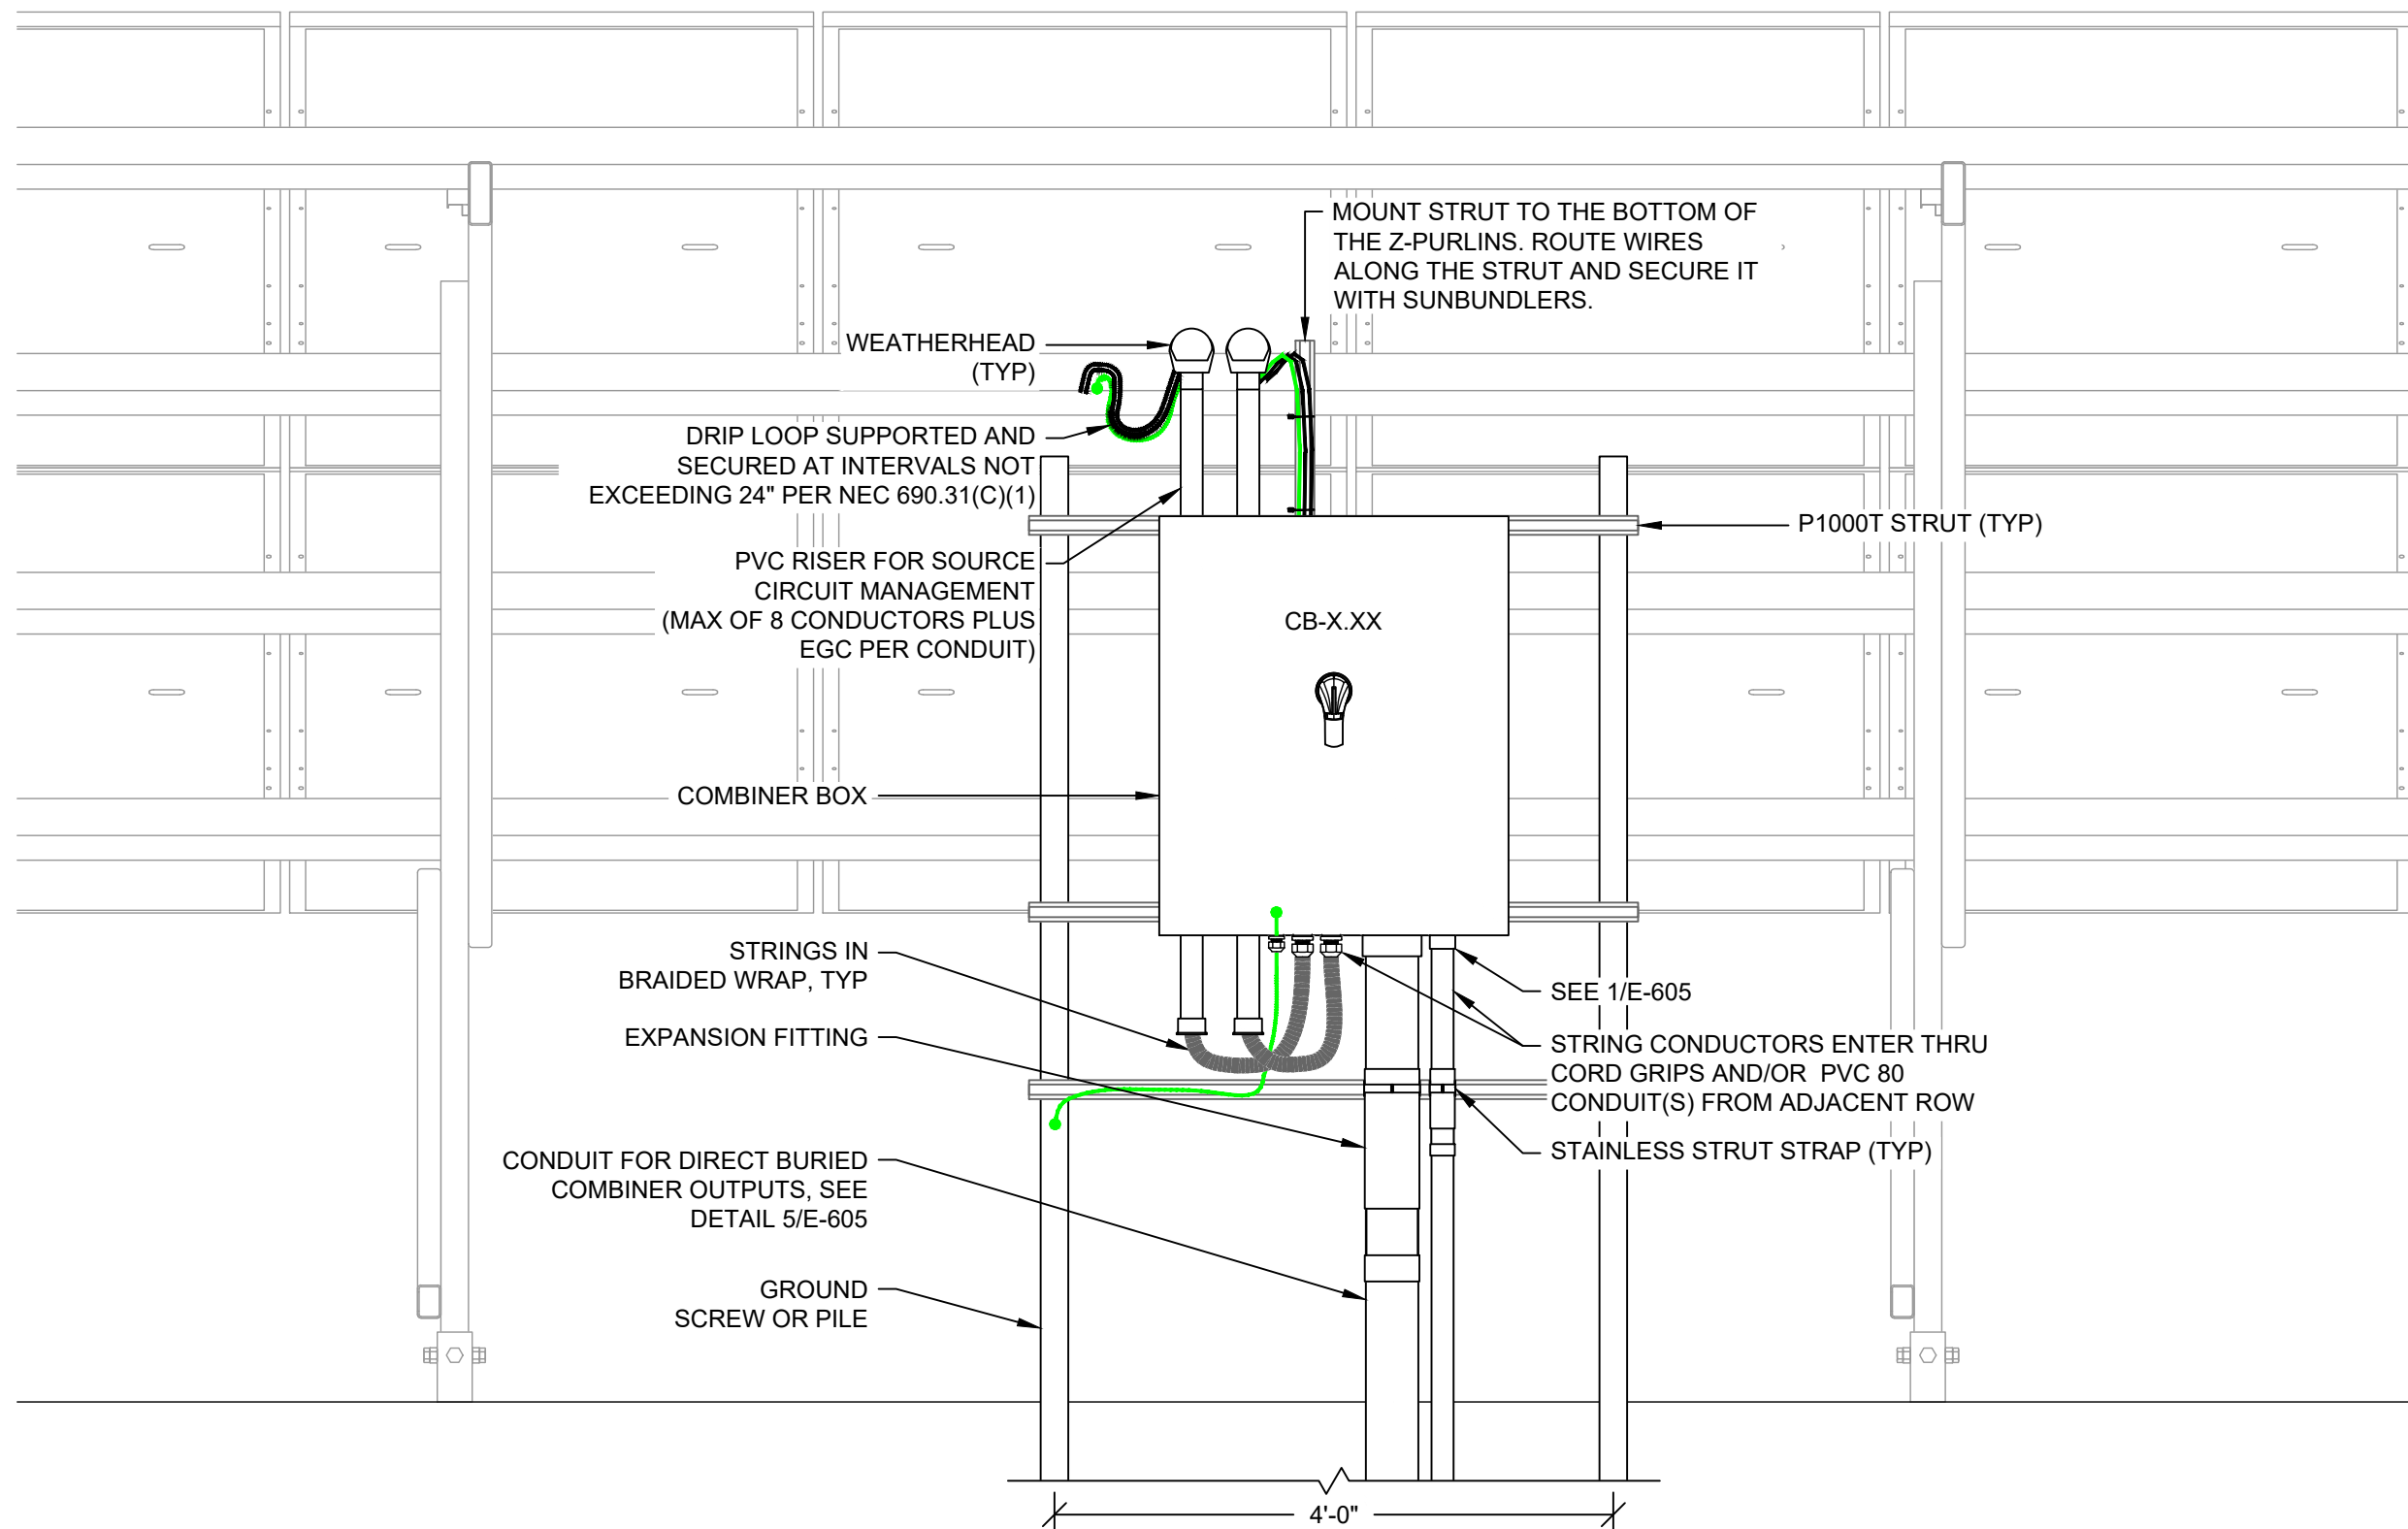 MOUNT STRUT TO THE BOTTOM OF
THE Z-PURLINS. ROUTE WIRES
ALONG THE STRUT AND SECURE IT
WITH SUNBUNDLERS.
WEATHERHEAD
(TYP)
DRIP LOOP SUPPORTED AND
SECURED AT INTERVALS NOT
EXCEEDING 24" PER NEC 690.31(C)(1)
P1000T STRUT (TYP)
PVC RISER FOR SOURCE
CIRCUIT MANAGEMENT
(MAX OF 8 CONDUCTORS PLUS
EGC PER CONDUIT)
CB-X.XX
COMBINER BOX
STRINGS IN
BRAIDED WRAP, TYP
SEE 1/E-605
EXPANSION FITTING
STRING CONDUCTORS ENTER THRU
CORD GRIPS AND/OR PVC 80
CONDUIT(S) FROM ADJACENT ROW
STAINLESS STRUT STRAP (TYP)
CONDUIT FOR DIRECT BURIED
COMBINER OUTPUTS, SEE
DETAIL 5/E-605
GROUND
SCREW OR PILE
4'-0"